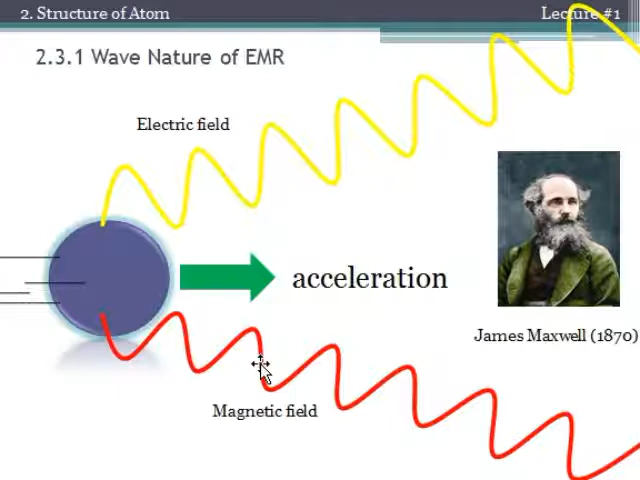 2. Structure of Atom
Lecture #1
2.3.1 Wave Nature of EMR
Electric field
acceleration
James Maxwell (1870)
Magnetic field